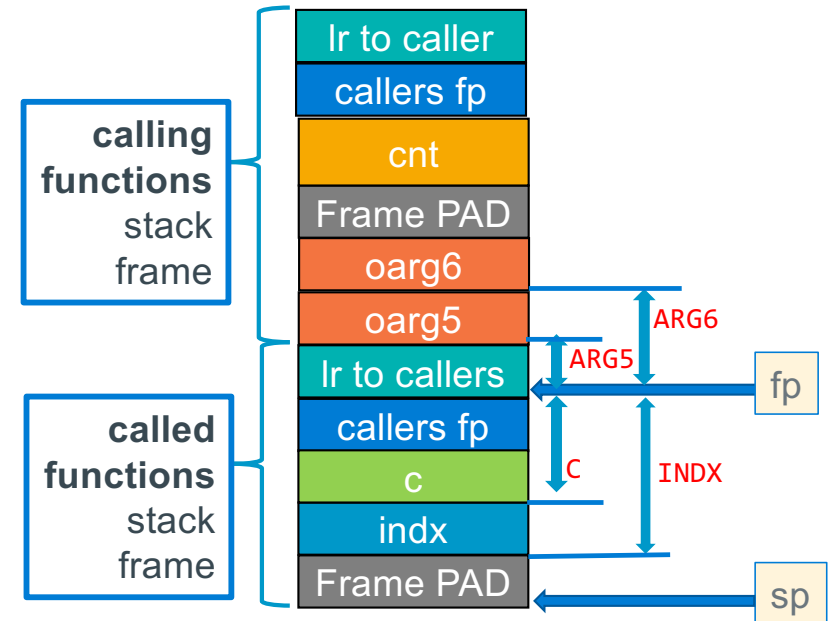 lr to caller
callers fp
calling
functions
stack
frame
cnt
Frame PAD
oarg6
oarg5
ARG6
ARG5
lr to callers
fp
called
functions
stack
frame
callers fp
c
C
INDX
indx
Frame PAD
sp